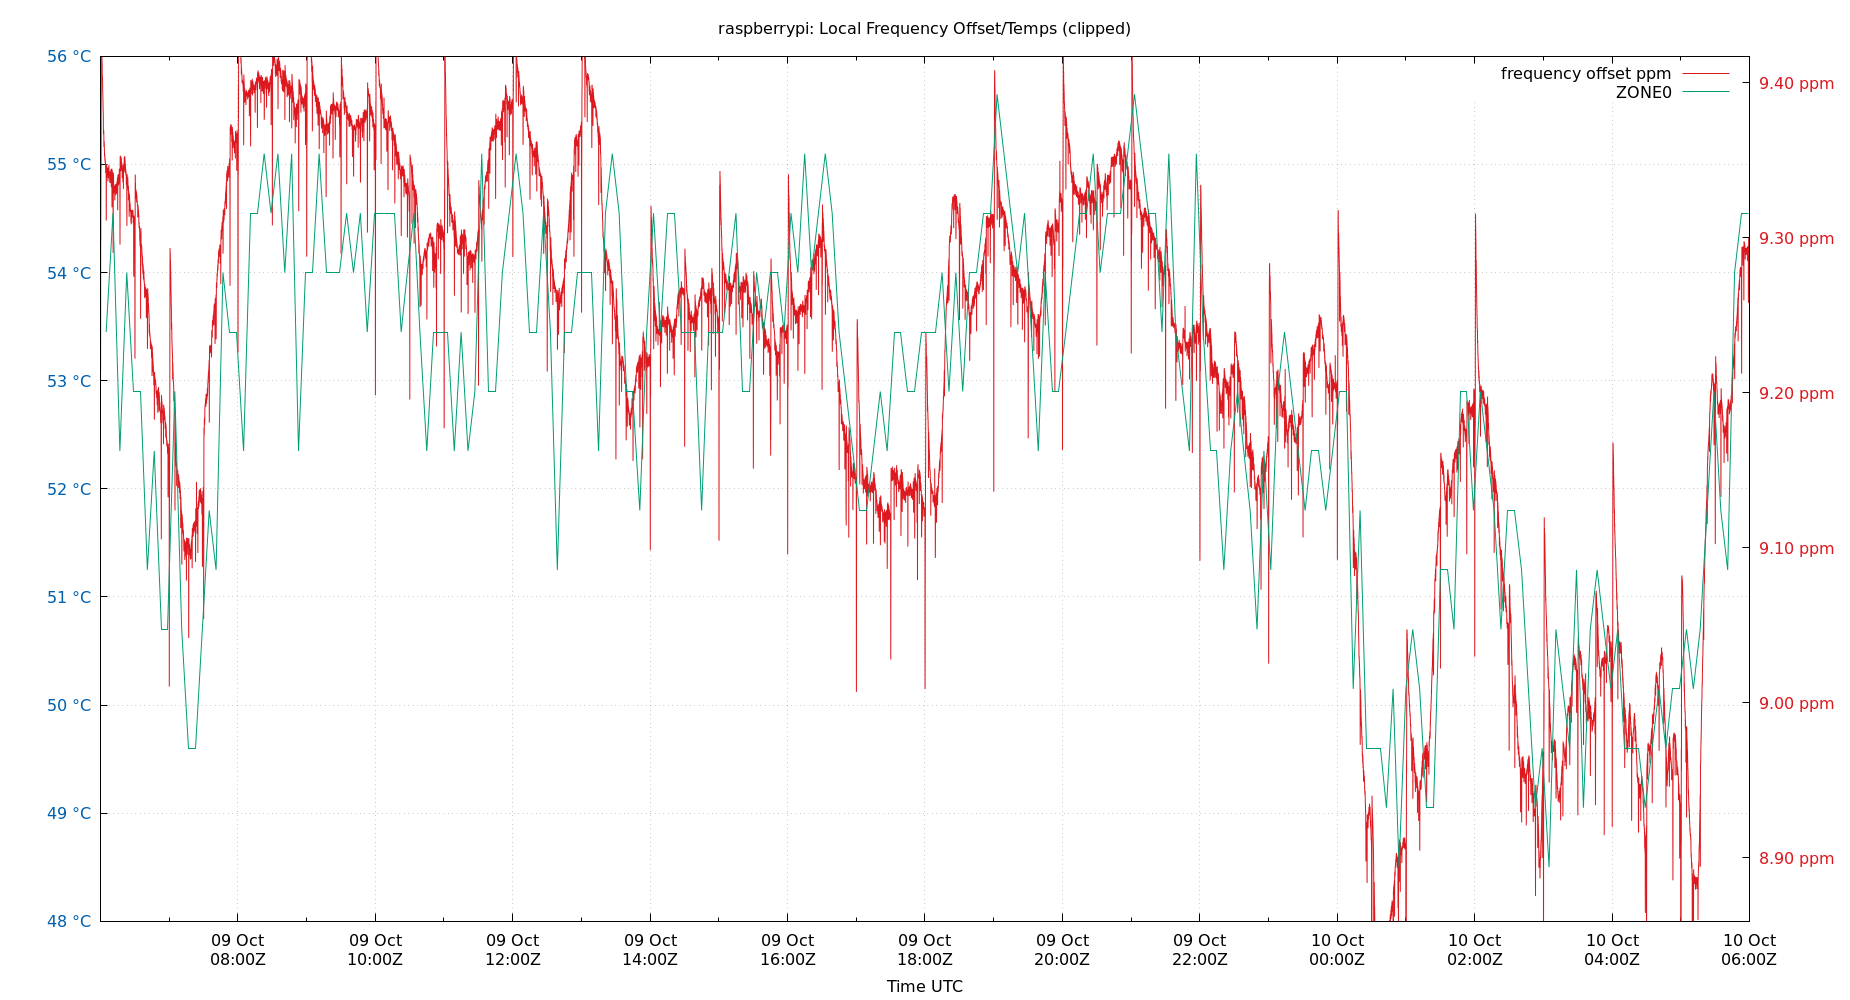 raspberrypi: Local Frequency Offset/Temps (clipped)
frequency offset ppm
ZONE0
56 °C
55 °C
54 °C
53 °C
52 °C
51 °C
50 °C
49 °C
48 °C
9.40 ppm
9.30 ppm
9.20 ppm
9.10 ppm
9.00 ppm
8.90 ppm
09 Oct
08:00Z
09 Oct
10:00Z
09 Oct
12:00Z
09 Oct
14:00Z
09 Oct
16:00Z
09 Oct
18:00Z
09 Oct
20:00Z
09 Oct
22:00Z
10 Oct
00:00Z
10 Oct
02:00Z
10 Oct
04:00Z
10 Oct
06:00Z
Time UTC